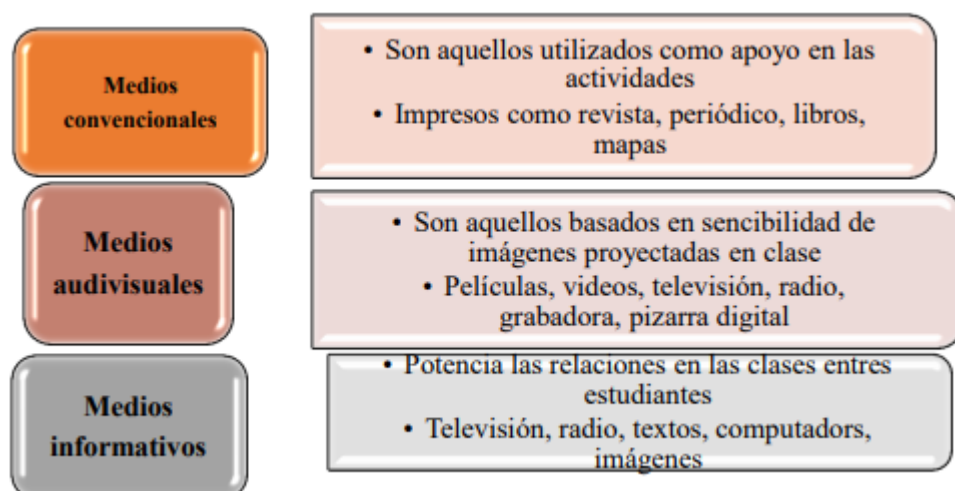 Medios
convencionales
• Son aquellos utilizados como apoyo en las
actividades
• Impresos como revista, periódico, libros,
mapas
Medios
audivisuales
• Son aquellos basados en sencibilidad de
imágenes proyectadas en clase
• Películas, videos, televisión, radio,
grabadora, pizarra digital
Medios
informativos
• Potencia las relaciones en las clases entres
estudiantes
• Televisión, radio, textos, computadors,
imágenes